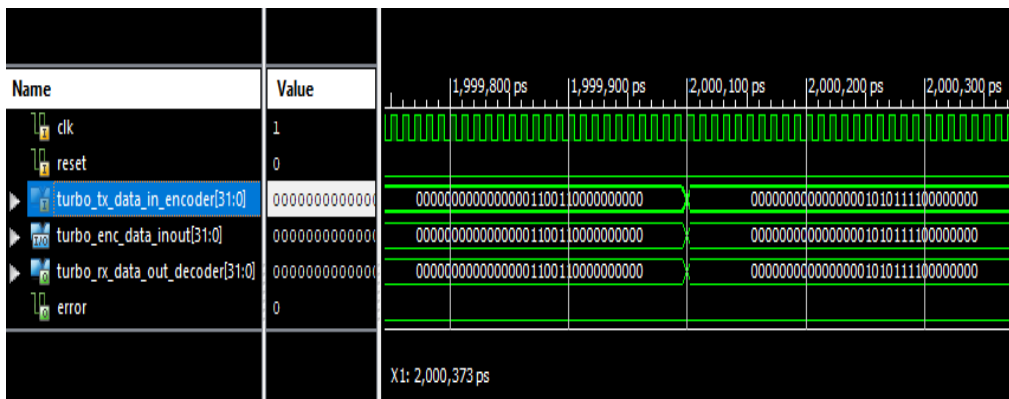 Name Value
1,999,800 ps 1,999,900 ps 2,000,100 ps 2,000,200 ps 2,000,300 ps
clk 1
reset 0
turbo_tx_data_in_encoder[31:0] 000000000000 00000000000000001100110000000000 00000000000000001010111100000000
turbo_enc_data_inout[31:0] 000000000000 00000000000000001100110000000000 00000000000000001010111100000000
turbo_rx_data_out_decoder[31:0] 000000000000 00000000000000001100110000000000 00000000000000001010111100000000
error 0
X1: 2,000,373 ps